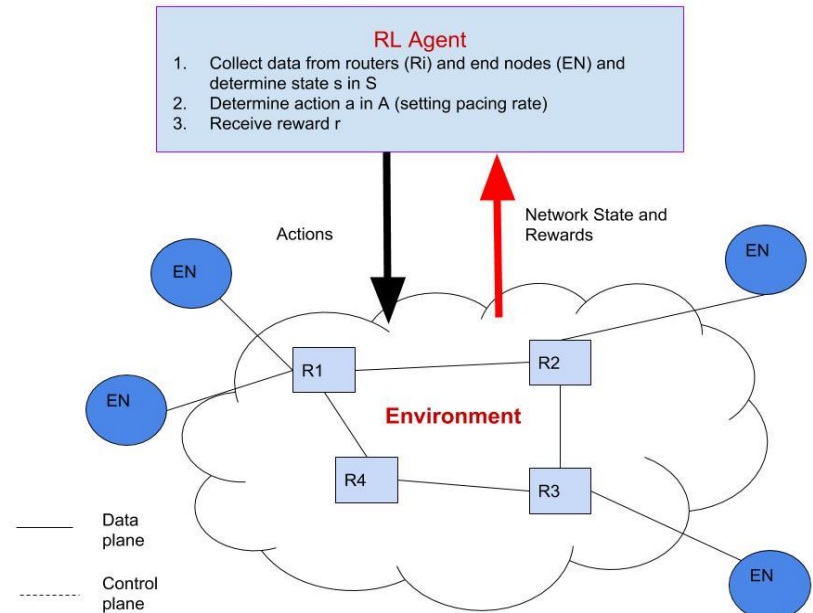 RL Agent
1. Collect data from routers (Ri) and end nodes (EN) and
determine state s in S
2. Determine action a in A (setting pacing rate)
3. Receive reward r
Actions
Network State and
Rewards
EN
EN
EN
R1
R2
Environment
R4
R3
EN
Data
plane
Control
plane